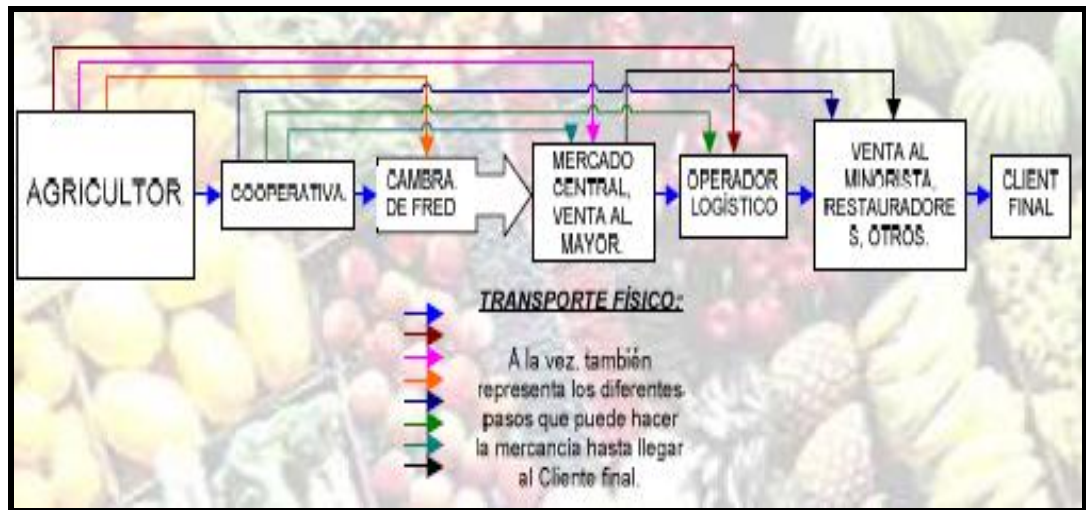 AGRICULTOR
COOPERATIVA.
CAMBRA.
DE FRED
MERCADO
CENTRAL,
VENTA AL
MAYOR.
OPERADOR
LOGÍSTICO
VENTA AL
MINORISTA,
RESTAURADORE
S, OTROS.
CLIENT
FINAL
TRANSPORTE FÍSICO:
A la vez, también
representa los diferentes
pasos que puede hacer
la mercancía hasta llegar
al Cliente final.